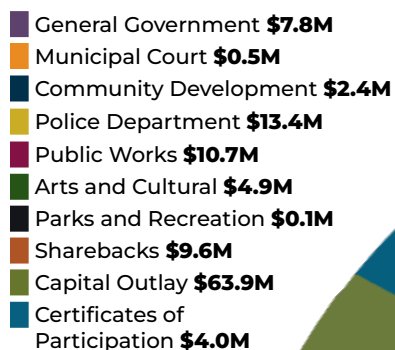 General Government $7.8M
Municipal Court $0.5M
Community Development $2.4M
Police Department $13.4M
Public Works $10.7M
Arts and Cultural $4.9M
Parks and Recreation $0.1M
Sharebacks $9.6M
Capital Outlay $63.9M
Certificates of
Participation $4.0M